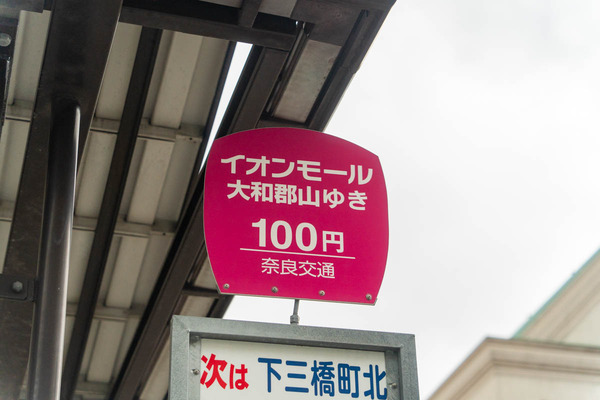 イオンモール
大和郡山ゆき
100円
奈良交通
次は 下三橋町北